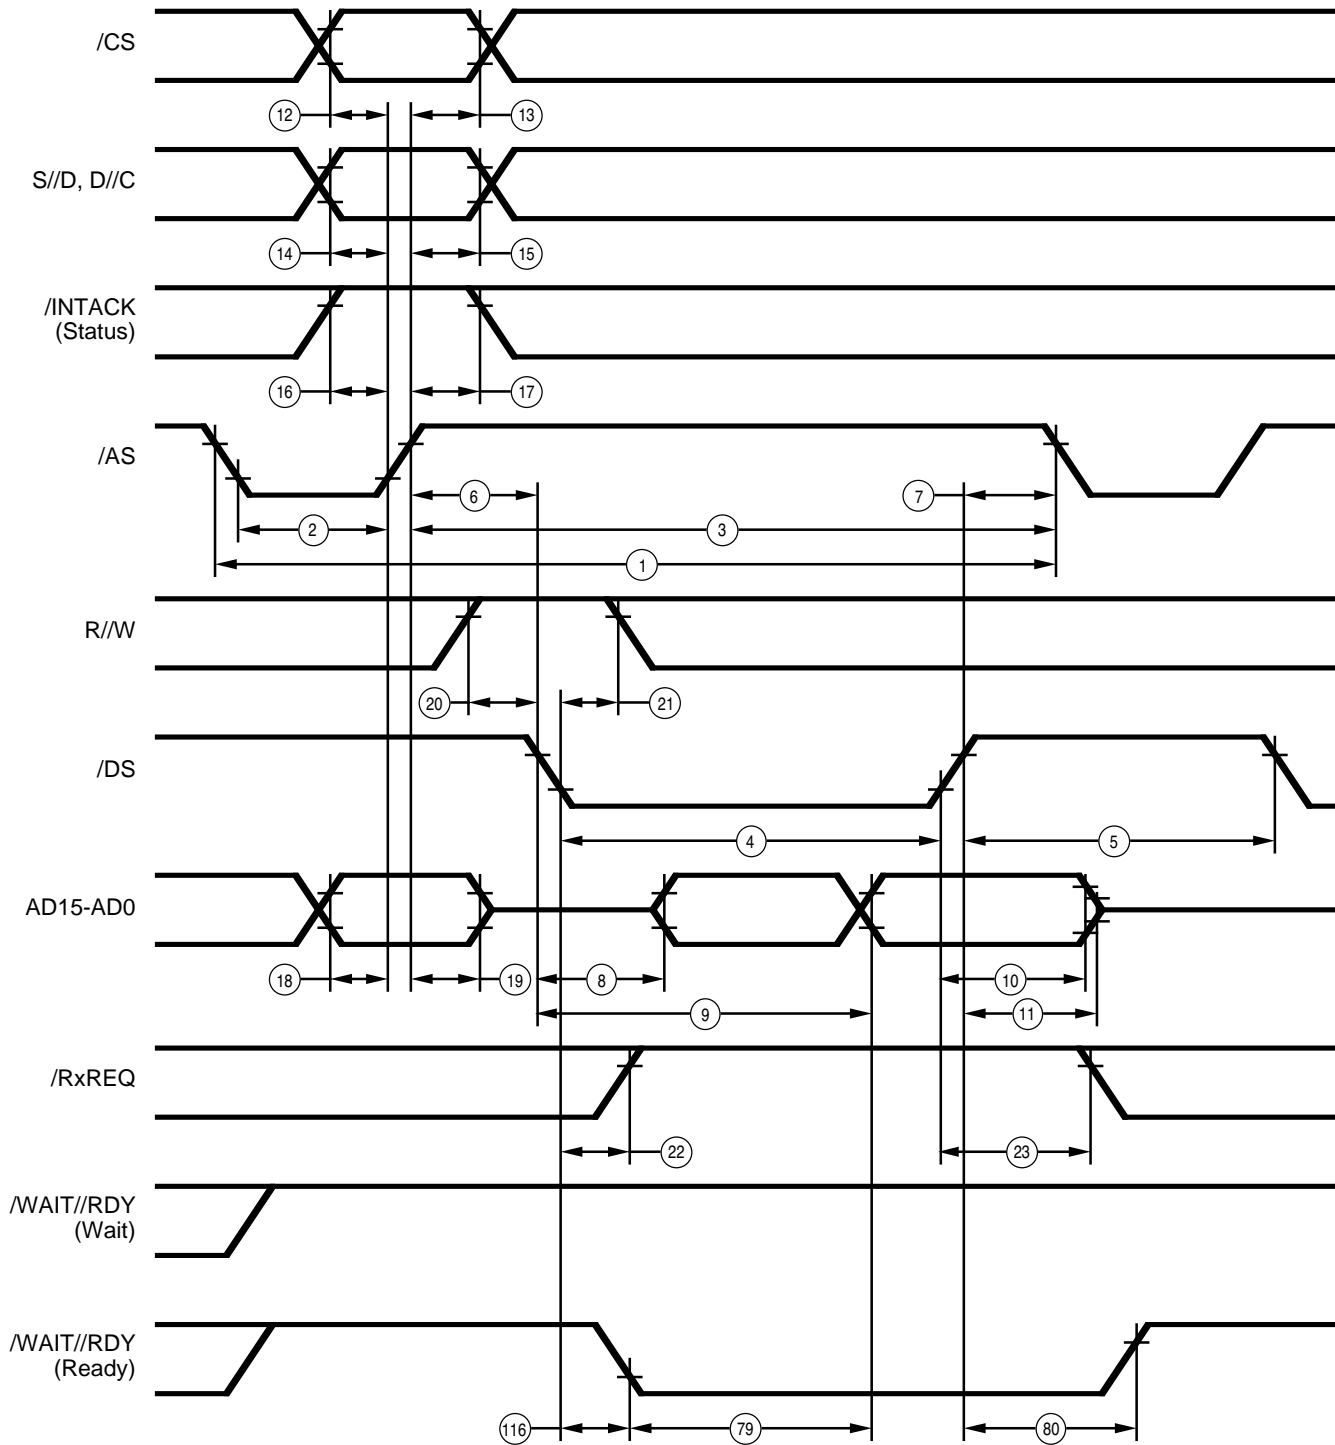 /CS
12
13
S//D, D//C
14
15
/INTACK
(Status)
16
17
/AS
6
7
2
3
1
R//W
20
21
/DS
4
5
AD15-AD0
18
19
8
10
9
11
/RxREQ
22
23
/WAIT//RDY
(Wait)
/WAIT//RDY
(Ready)
116
79
80